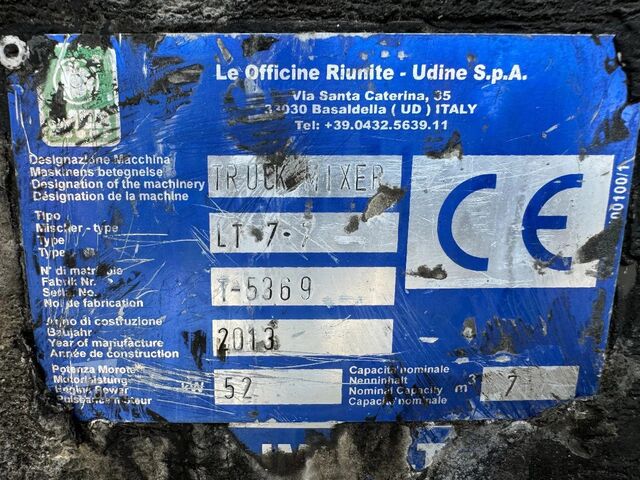 Le Officine Riunite - Udine S.p.A.
Via Santa Caterina, 35
33030 Basaldella ( UD ) ITALY
Tel: +39.0432.5639.11
Designazione Macchina
Maskinens betegnelse
Designation of the machinery
Désignation de la machine
TRUCK MIXER
CE
00100/1
Tipo
Mischer - type
Type
Type
LT 7-
N° di matricole
Fabrik Nr.
Serial No.
No. de fabrication
T-5369
Anno di costruzione
Baujahr
Year of manufacture
Année de construction
2013
Potenza Motore
Motorleistung
Engine Power
Puissance moteur
kW
52
Capacità nominale
Nenninhalt
Nominal Capacity
Capacité nominale
m³
7